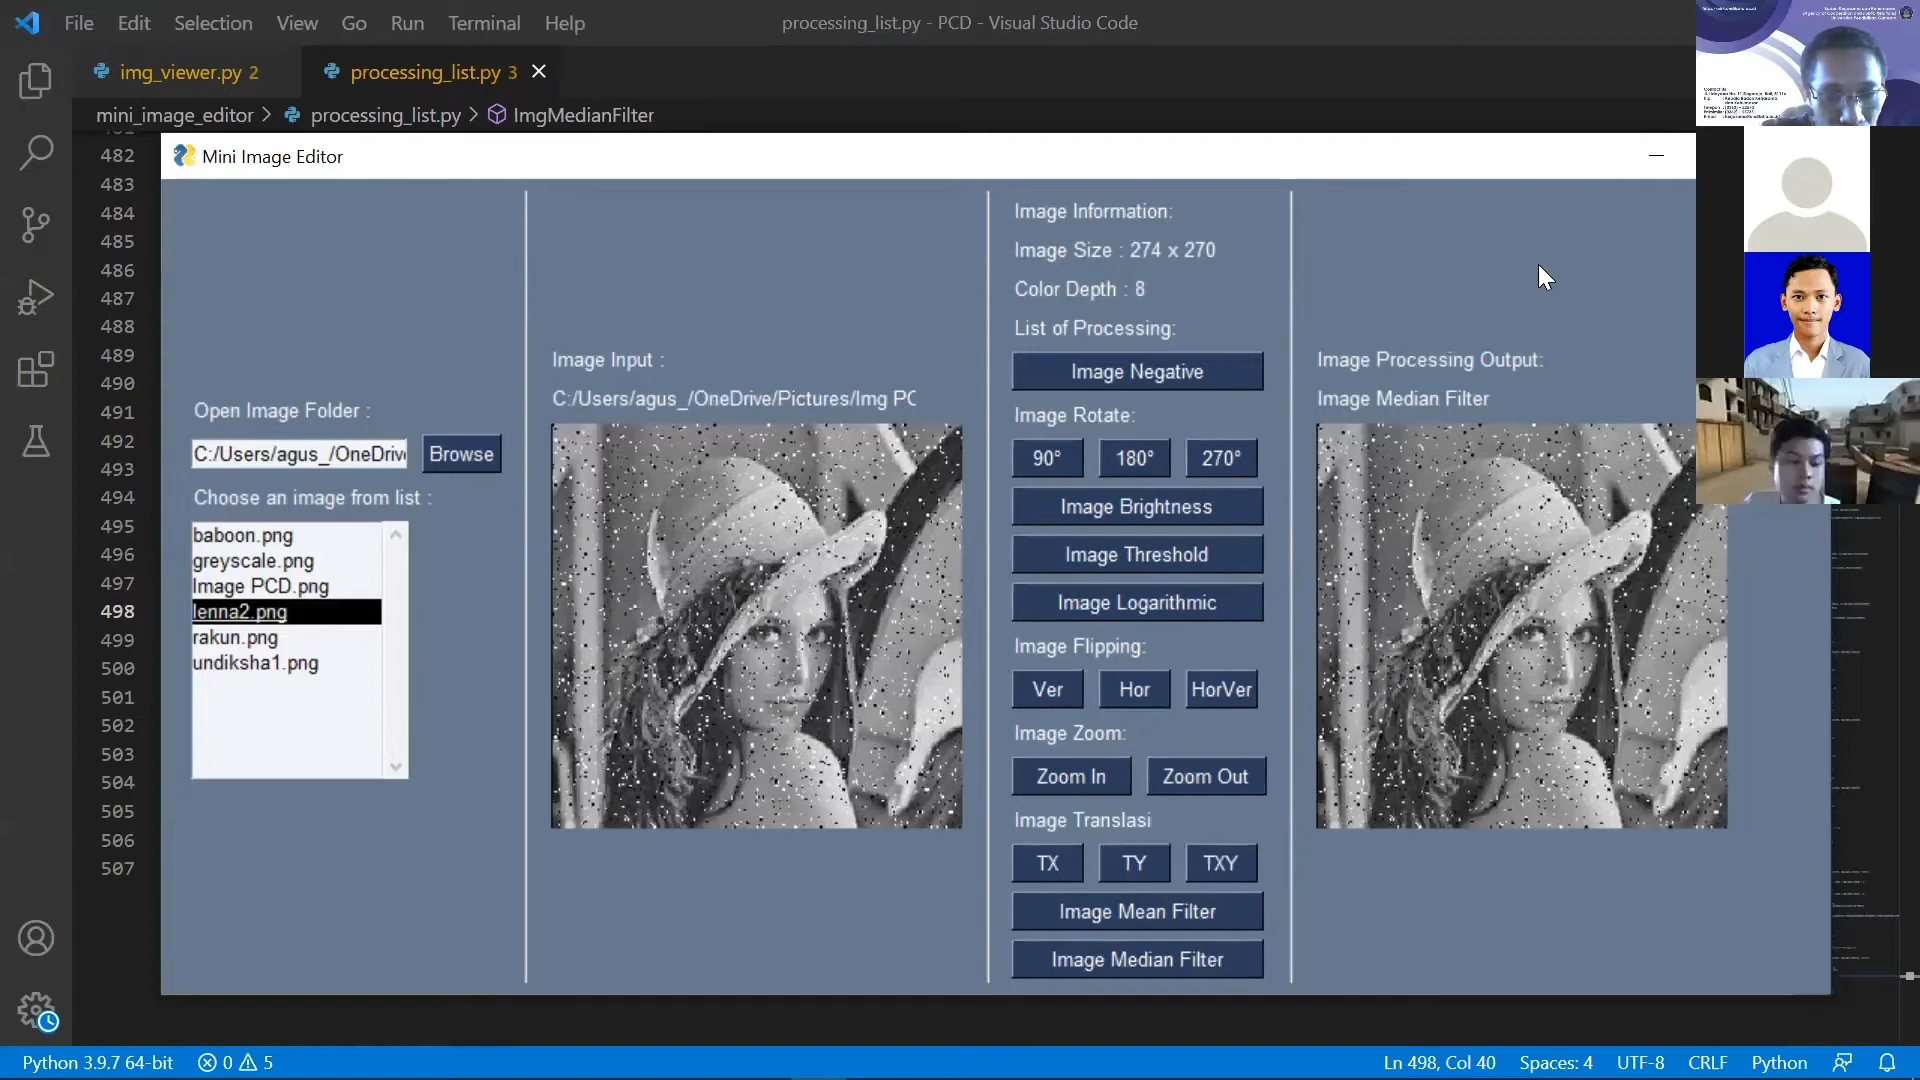 File Edit Selection View Go Run Terminal Help
processing_list.py - PCD - Visual Studio Code
img_viewer.py 2
processing_list.py 3
mini_image_editor > processing_list.py > ImgMedianFilter
482
483
484
485
486
487
488
489
490
491
492
493
494
495
496
497
498
499
500
501
502
503
504
505
506
507
Mini Image Editor
Open Image Folder :
C:/Users/agus_/OneDriv
Browse
Choose an image from list :
baboon.png
greyscale.png
Image PCD.png
lenna2.png
rakun.png
undiksha1.png
Image Input :
C:/Users/agus_/OneDrive/Pictures/Img PC
Image Information:
Image Size : 274 x 270
Color Depth : 8
List of Processing:
Image Negative
Image Rotate:
90° 180° 270°
Image Brightness
Image Threshold
Image Logarithmic
Image Flipping:
Ver Hor HorVer
Image Zoom:
Zoom In Zoom Out
Image Translasi
TX TY TXY
Image Mean Filter
Image Median Filter
Image Processing Output:
Image Median Filter
Python 3.9.7 64-bit
0 5
Ln 498, Col 40
Spaces: 4
UTF-8
CRLF
Python